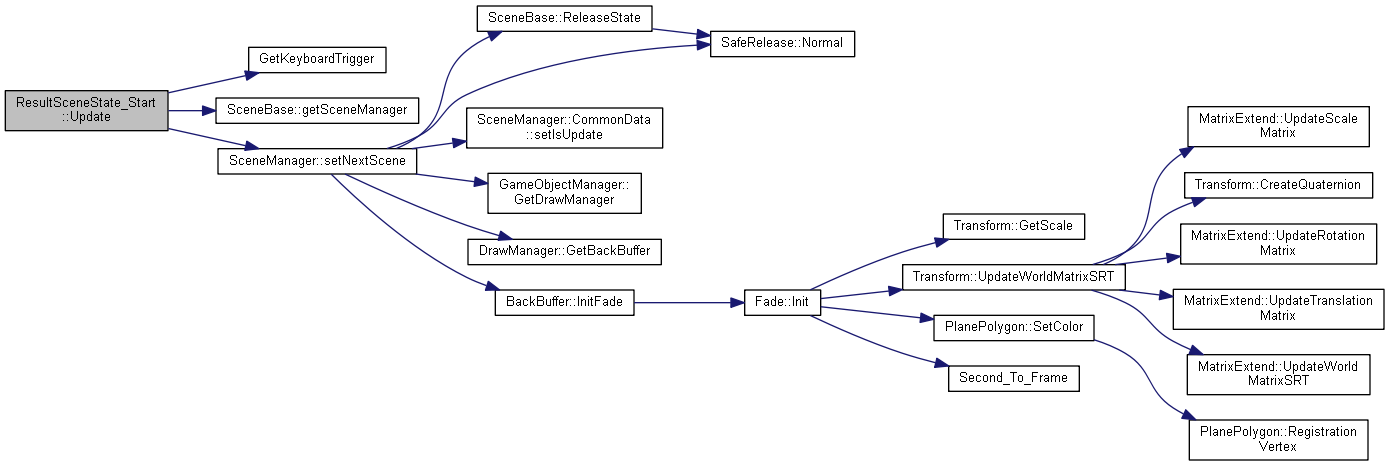 ResultSceneState_Start
::Update
GetKeyboardTrigger
SceneBase::getSceneManager
SceneManager::setNextScene
SceneBase::ReleaseState
SafeRelease::Normal
SceneManager::CommonData
::setIsUpdate
GameObjectManager::
GetDrawManager
DrawManager::GetBackBuffer
BackBuffer::InitFade
Fade::Init
Transform::GetScale
Transform::UpdateWorldMatrixSRT
PlanePolygon::SetColor
Second_To_Frame
MatrixExtend::UpdateScale
Matrix
Transform::CreateQuaternion
MatrixExtend::UpdateRotation
Matrix
MatrixExtend::UpdateTranslation
Matrix
MatrixExtend::UpdateWorld
MatrixSRT
PlanePolygon::Registration
Vertex